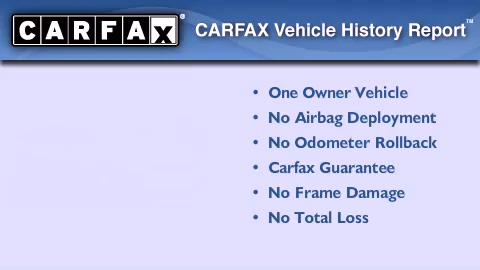 CARFAX® CARFAX Vehicle History Report™
• One Owner Vehicle
• No Airbag Deployment
• No Odometer Rollback
• Carfax Guarantee
• No Frame Damage
• No Total Loss